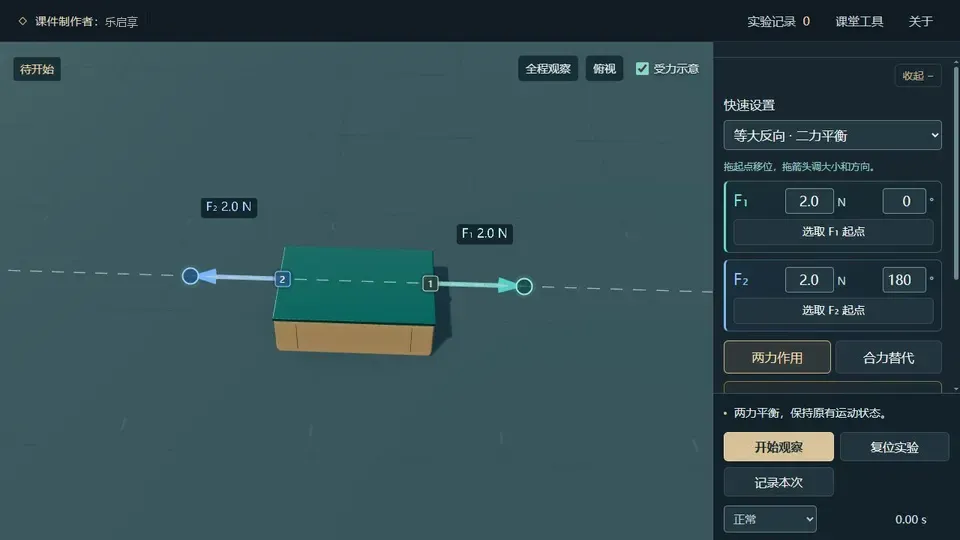 ◇ 课件制作者：乐启享
实验记录 0 课堂工具 关于
待开始
全程观察 俯视 受力示意
收起 −
快速设置
等大反向 · 二力平衡
拖起点移位，拖箭头调大小和方向。
F₁ 2.0 N 0 °
选取 F₁ 起点
F₂ 2.0 N 180 °
选取 F₂ 起点
两力作用 合力替代
F₂ 2.0 N
F₁ 2.0 N
2
1
• 两力平衡，保持原有运动状态。
开始观察 复位实验
记录本次
正常 0.00 s